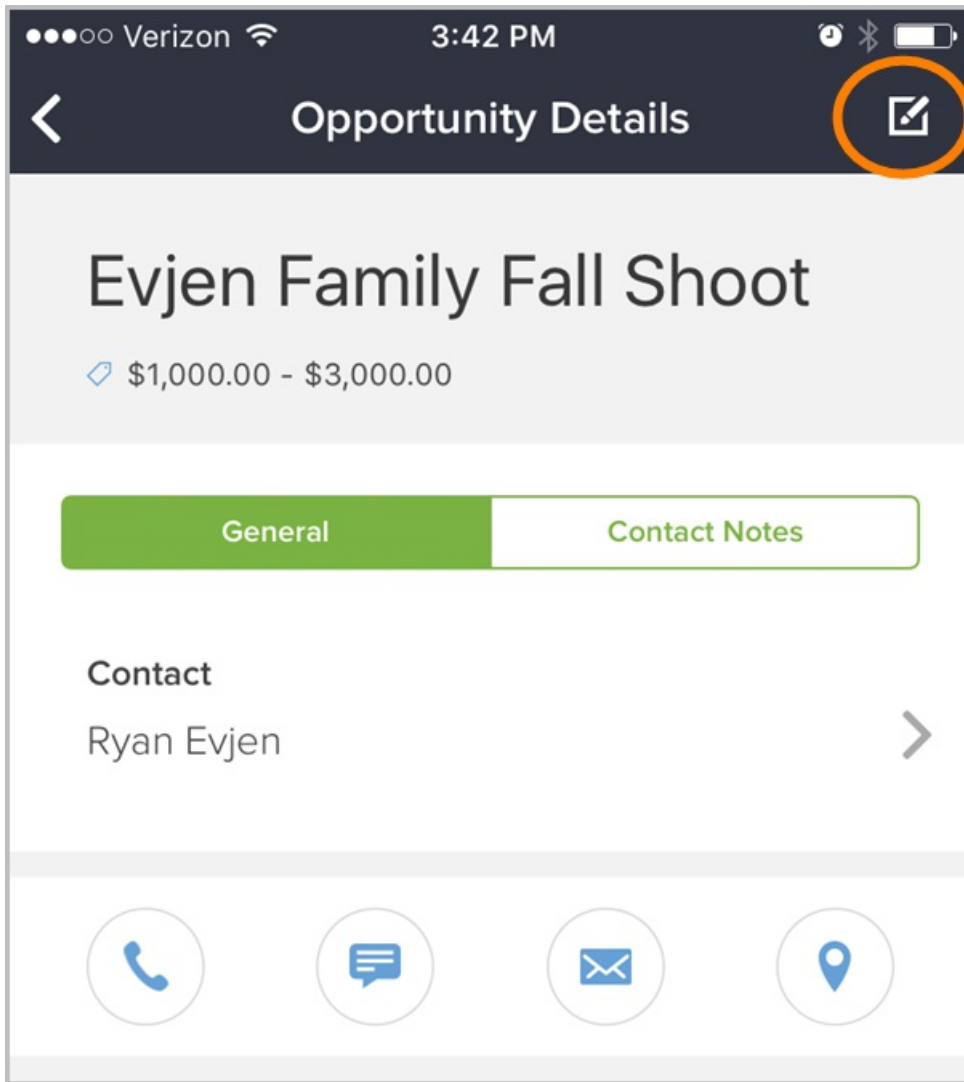 Verizon 3:42 PM
Opportunity Details
Evjen Family Fall Shoot
$1,000.00 - $3,000.00
General Contact Notes
Contact
Ryan Evjen